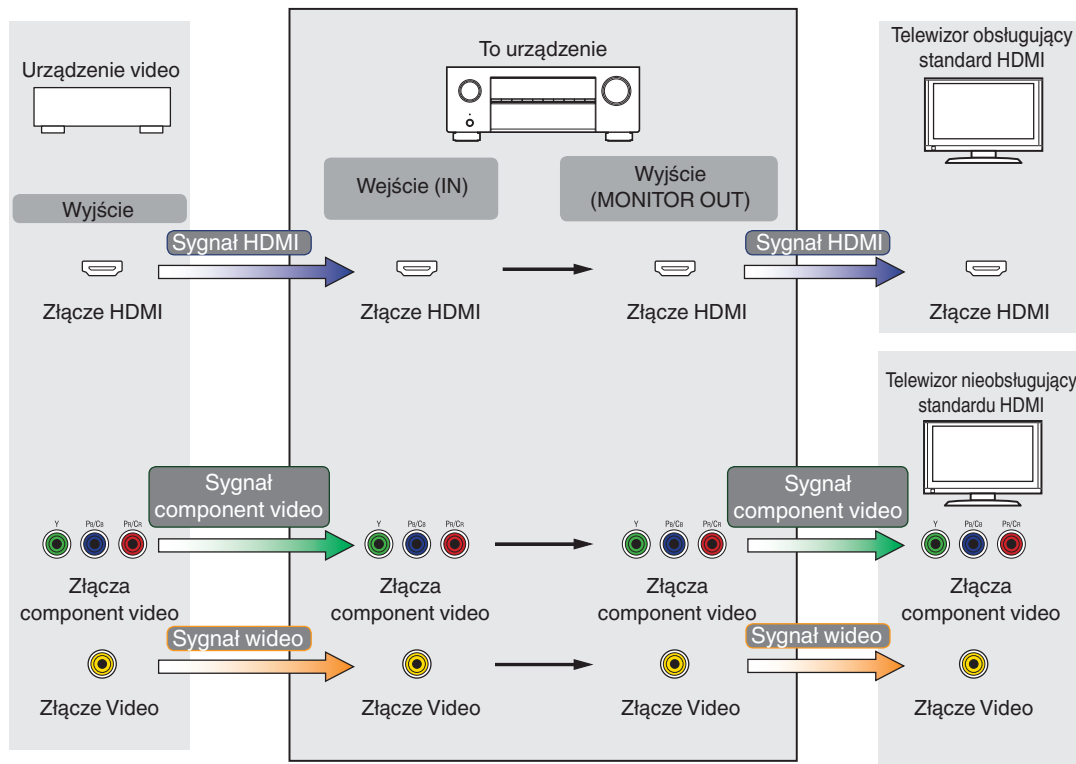 Urządzenie video
To urządzenie
Telewizor obsługujący
standard HDMI
Wyjście
Wejście (IN)
Wyjście
(MONITOR OUT)
Sygnał HDMI
Sygnał HDMI
Złącze HDMI
Złącze HDMI
Złącze HDMI
Złącze HDMI
Telewizor nieobsługujący
standardu HDMI
Sygnał
component video
Sygnał
component video
Y PB/CB PR/CR
Y PB/CB PR/CR
Y PB/CB PR/CR
Y PB/CB PR/CR
Złącza
component video
Złącza
component video
Złącza
component video
Złącza
component video
Sygnał wideo
Sygnał wideo
Złącze Video
Złącze Video
Złącze Video
Złącze Video